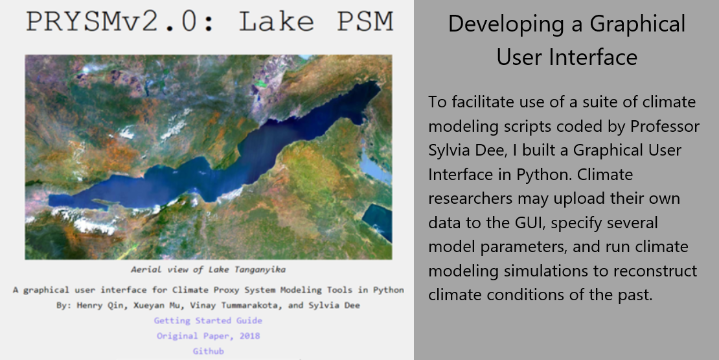 PRYSMv2.0: Lake PSM
Aerial view of Lake Tanganyika
A graphical user interface for Climate Proxy System Modeling Tools in Python
By: Henry Qin, Xueyan Mu, Vinay Tummarakota, and Sylvia Dee
Getting Started Guide
Original Paper, 2018
Github
Developing a Graphical
User Interface
To facilitate use of a suite of climate
modeling scripts coded by Professor
Sylvia Dee, I built a Graphical User
Interface in Python. Climate
researchers may upload their own
data to the GUI, specify several
model parameters, and run climate
modeling simulations to reconstruct
climate conditions of the past.